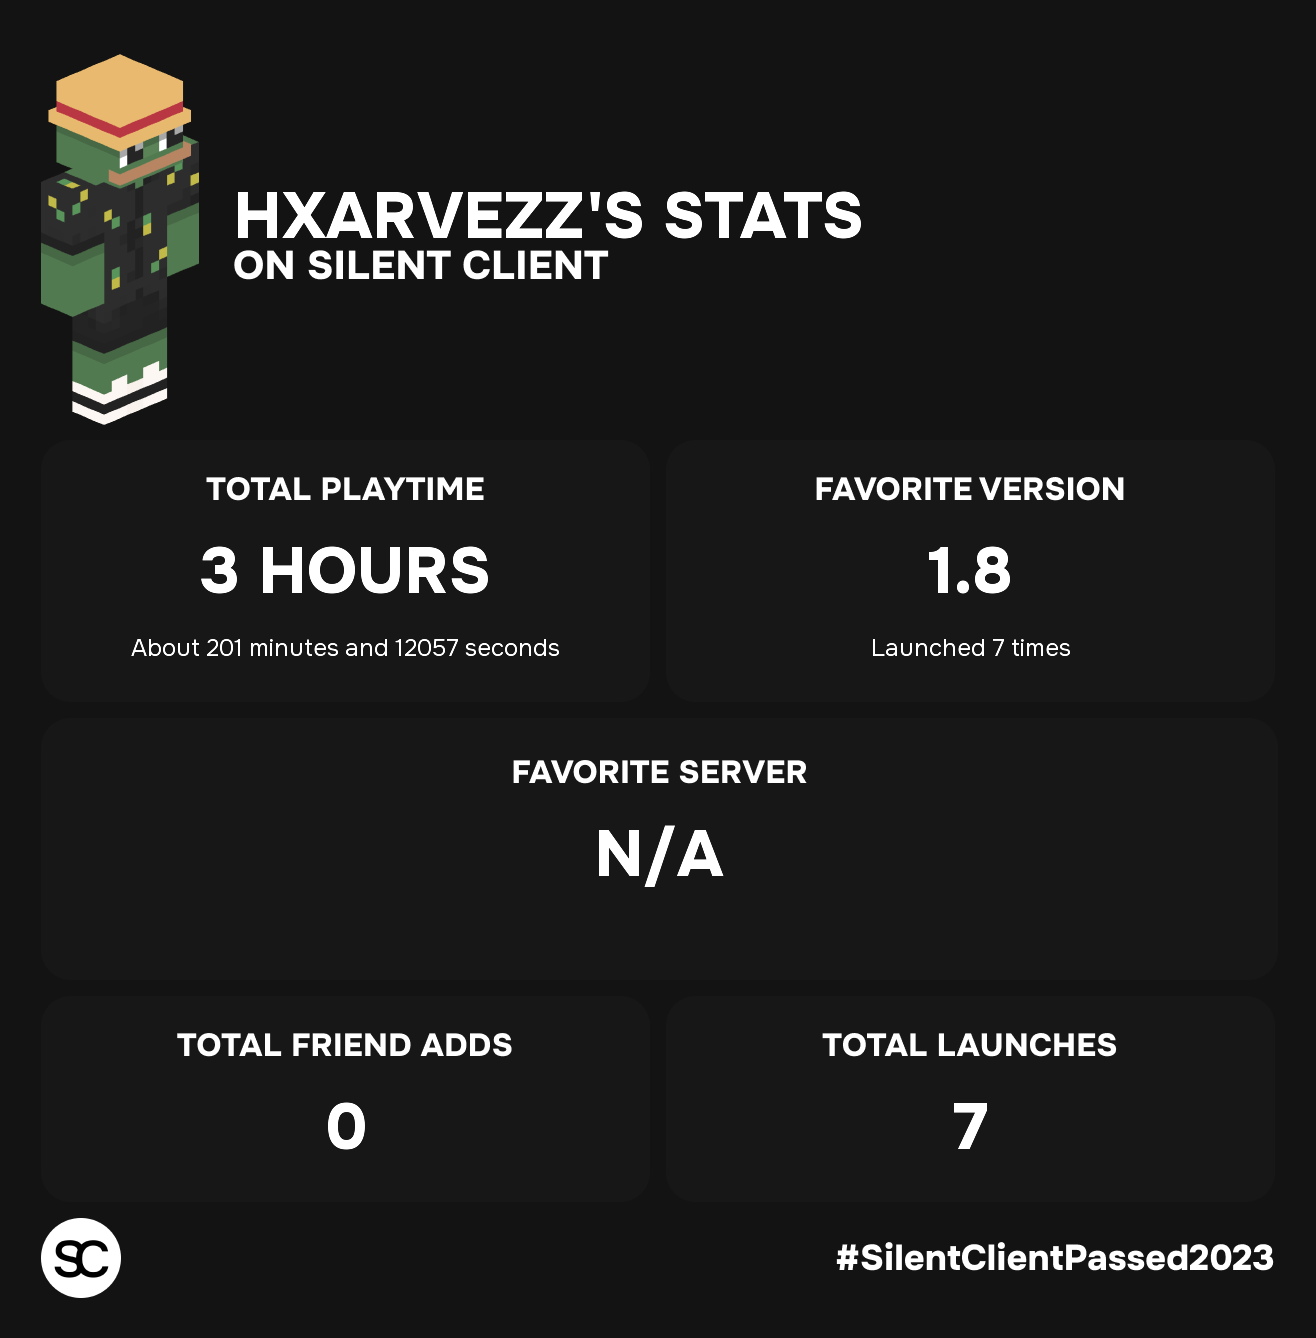 HXARVEZZ'S STATS
ON SILENT CLIENT
TOTAL PLAYTIME
3 HOURS
About 201 minutes and 12057 seconds
FAVORITE VERSION
1.8
Launched 7 times
FAVORITE SERVER
N/A
TOTAL FRIEND ADDS
0
TOTAL LAUNCHES
7
SC
#SilentClientPassed2023